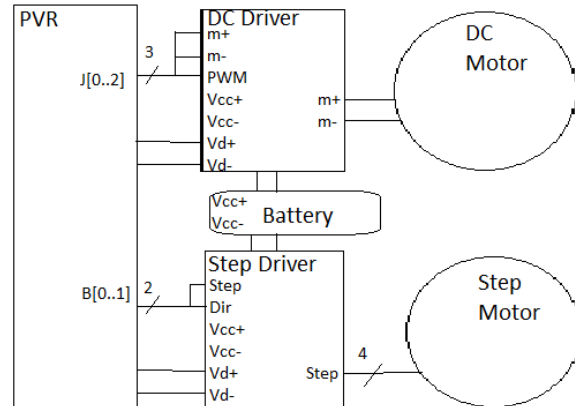 PVR
J[0..2]
3
DC Driver
m+
m-
PWM
Vcc+
Vcc-
Vd+
Vd-
m+
m-
DC
Motor
Vcc+
Vcc-
Battery
B[0..1]
2
Step Driver
Step
Dir
Vcc+
Vcc-
Vd+
Vd-
Step
4
Step
Motor